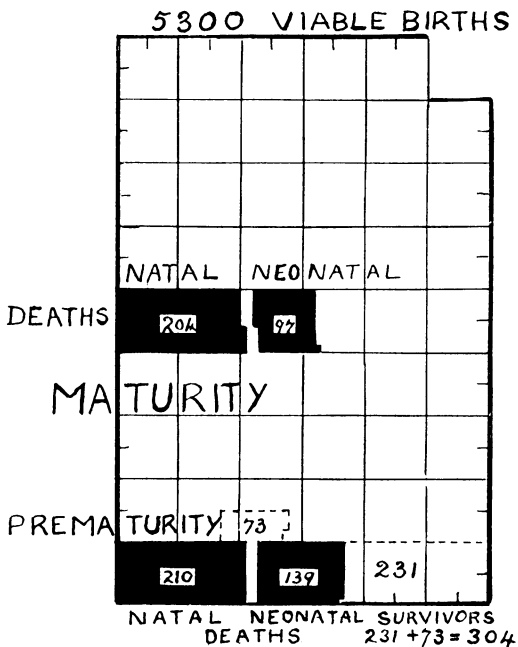 5300 VIABLE BIRTHS
NATAL NEONATAL
DEATHS 204 97
MATURITY
PREMATURITY 73
210 139 231
NATAL NEONATAL SURVIVORS
DEATHS 231+73=304